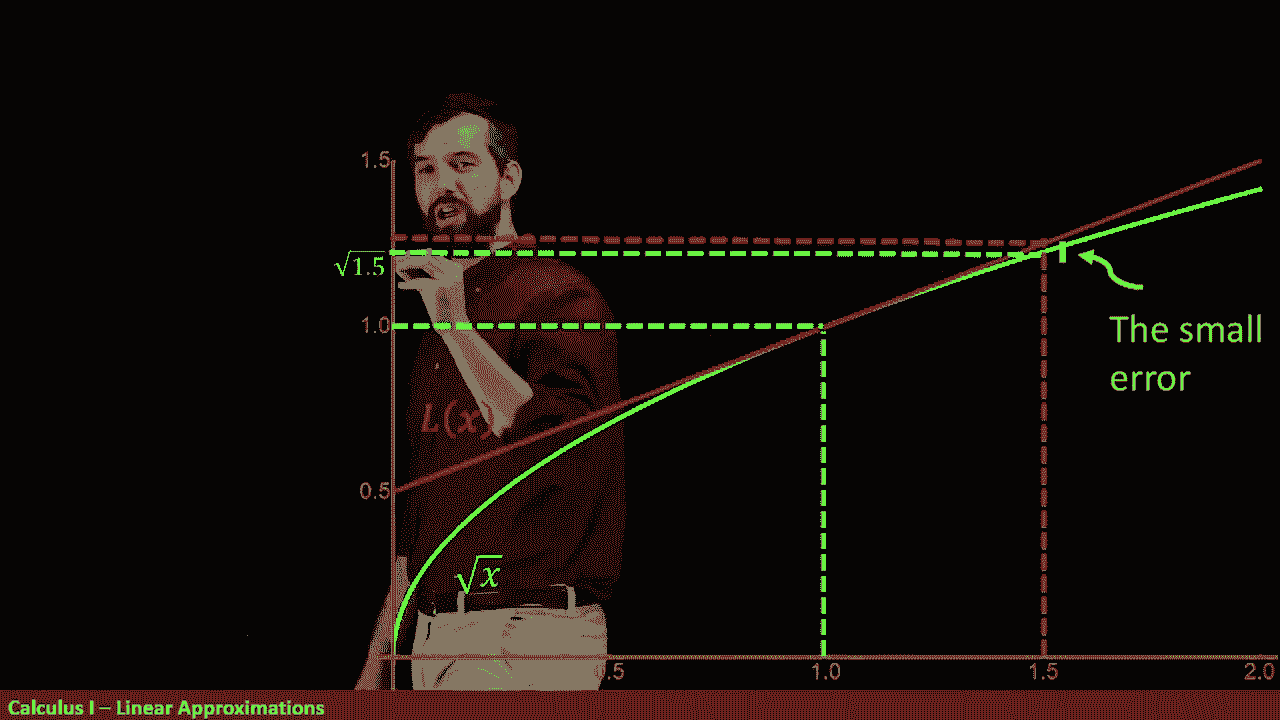 1.5
√1.5
1.0
The small
error
L(x)
0.5
√x
0.5
1.0
1.5
2.0
Calculus I – Linear Approximations